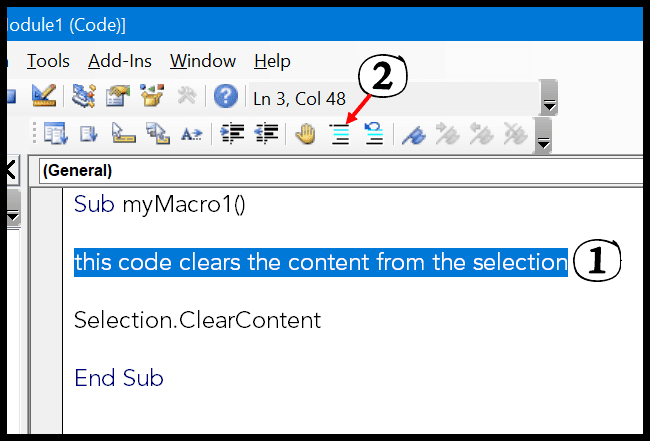 odule1 (Code)]
Tools Add-Ins Window Help
2
Ln 3, Col 48
A
(General)
Sub myMacro1()
this code clears the content from the selection
1
Selection.ClearContent
End Sub